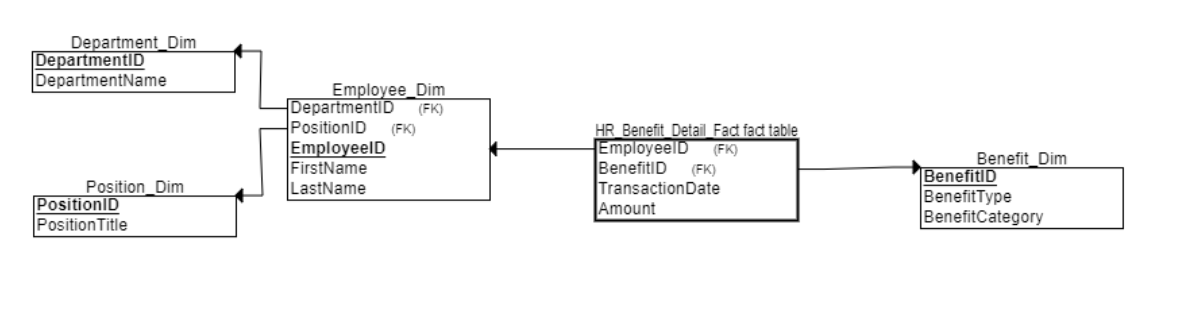 Department_Dim
DepartmentID
DepartmentName
Employee_Dim
DepartmentID (FK)
PositionID (FK)
EmployeeID
FirstName
LastName
Position_Dim
PositionID
PositionTitle
HR_Benefit_Detail_Fact fact table
EmployeeID (FK)
BenefitID (FK)
TransactionDate
Amount
Benefit_Dim
BenefitID
BenefitType
BenefitCategory